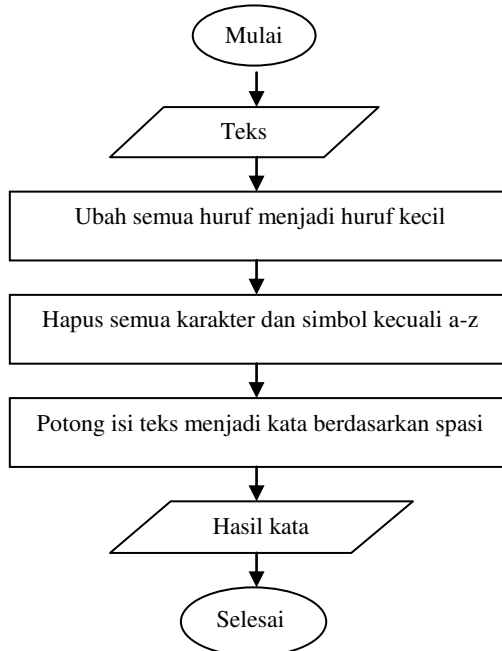 Mulai
Teks
Ubah semua huruf menjadi huruf kecil
Hapus semua karakter dan simbol kecuali a-z
Potong isi teks menjadi kata berdasarkan spasi
Hasil kata
Selesai